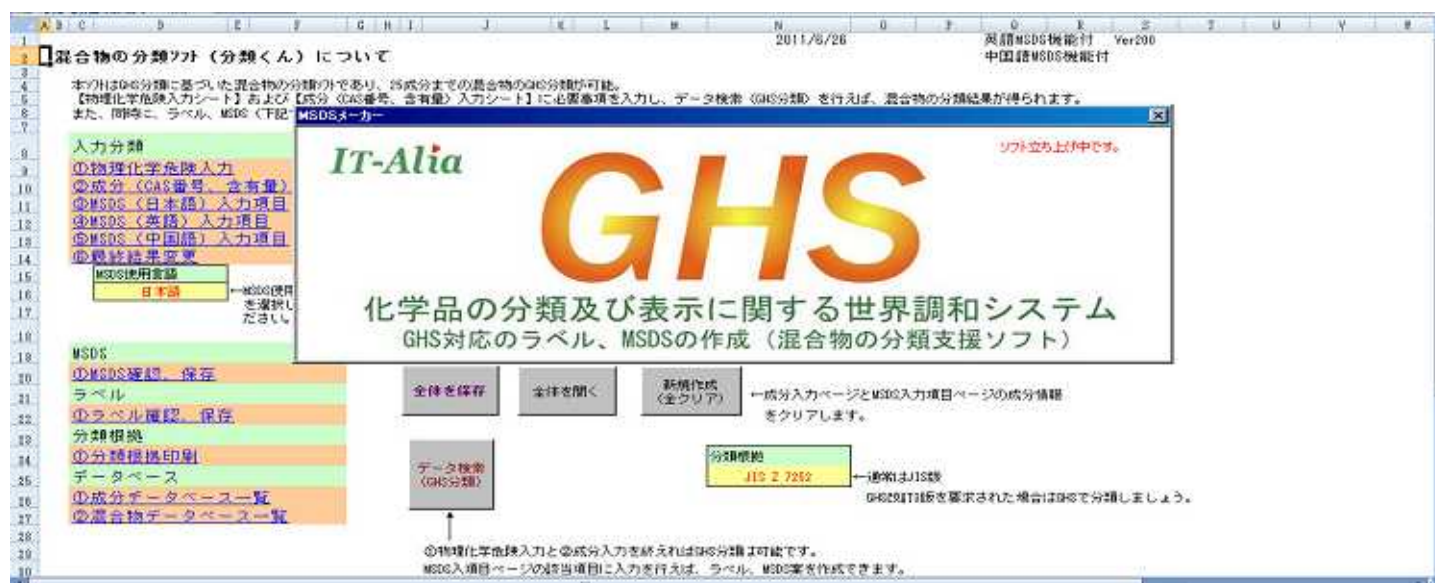 A B C D E F G H I J K L M N O P Q R S T U V W
2011/6/26 英語MSDS機能付 Ver200
混合物の分類ソフト（分類くん）について 中国語MSDS機能付
本ソフトはGHS分類に基づいた混合物の分類ソフトであり、25成分までの混合物のGHS分類が可能。
【物理化学危険入力シート】および【成分（CAS番号、含有量）入力シート】に必要事項を入力し、データ検索（GHS分類）を行えば、混合物の分類結果が得られます。
また、同時に、ラベル、MSDS（下記
MSDSメーカー
IT-Alia
ソフト立ち上げ中です。
GHS
化学品の分類及び表示に関する世界調和システム
GHS対応のラベル、MSDSの作成（混合物の分類支援ソフト）
入力分類
①物理化学危険入力
②成分（CAS番号、含有量）
③MSDS（日本語）入力項目
④MSDS（英語）入力項目
⑤MSDS（中国語）入力項目
⑥最終結果変更
MSDS使用言語
日本語
←MSDS使用
を選択し
ださい。
MSDS
①MSDS確認、保存
ラベル
①ラベル確認、保存
分類根拠
①分類根拠印刷
データベース
①成分データベース一覧
②混合物データベース一覧
全体を保存
全体を開く
新規作成
（全クリア）
←成分入力ページとMSDS入力項目ページの成分情報
をクリアします。
データ検索
（GHS分類）
分類根拠
JIS Z 7252
←通常はJIS版
GHSで分類しましょう。
①物理化学危険入力と②成分入力を終えればGHS分類は可能です。
MSDS入項目ページの該当項目に入力を行えば、ラベル、MSDS案を作成できます。